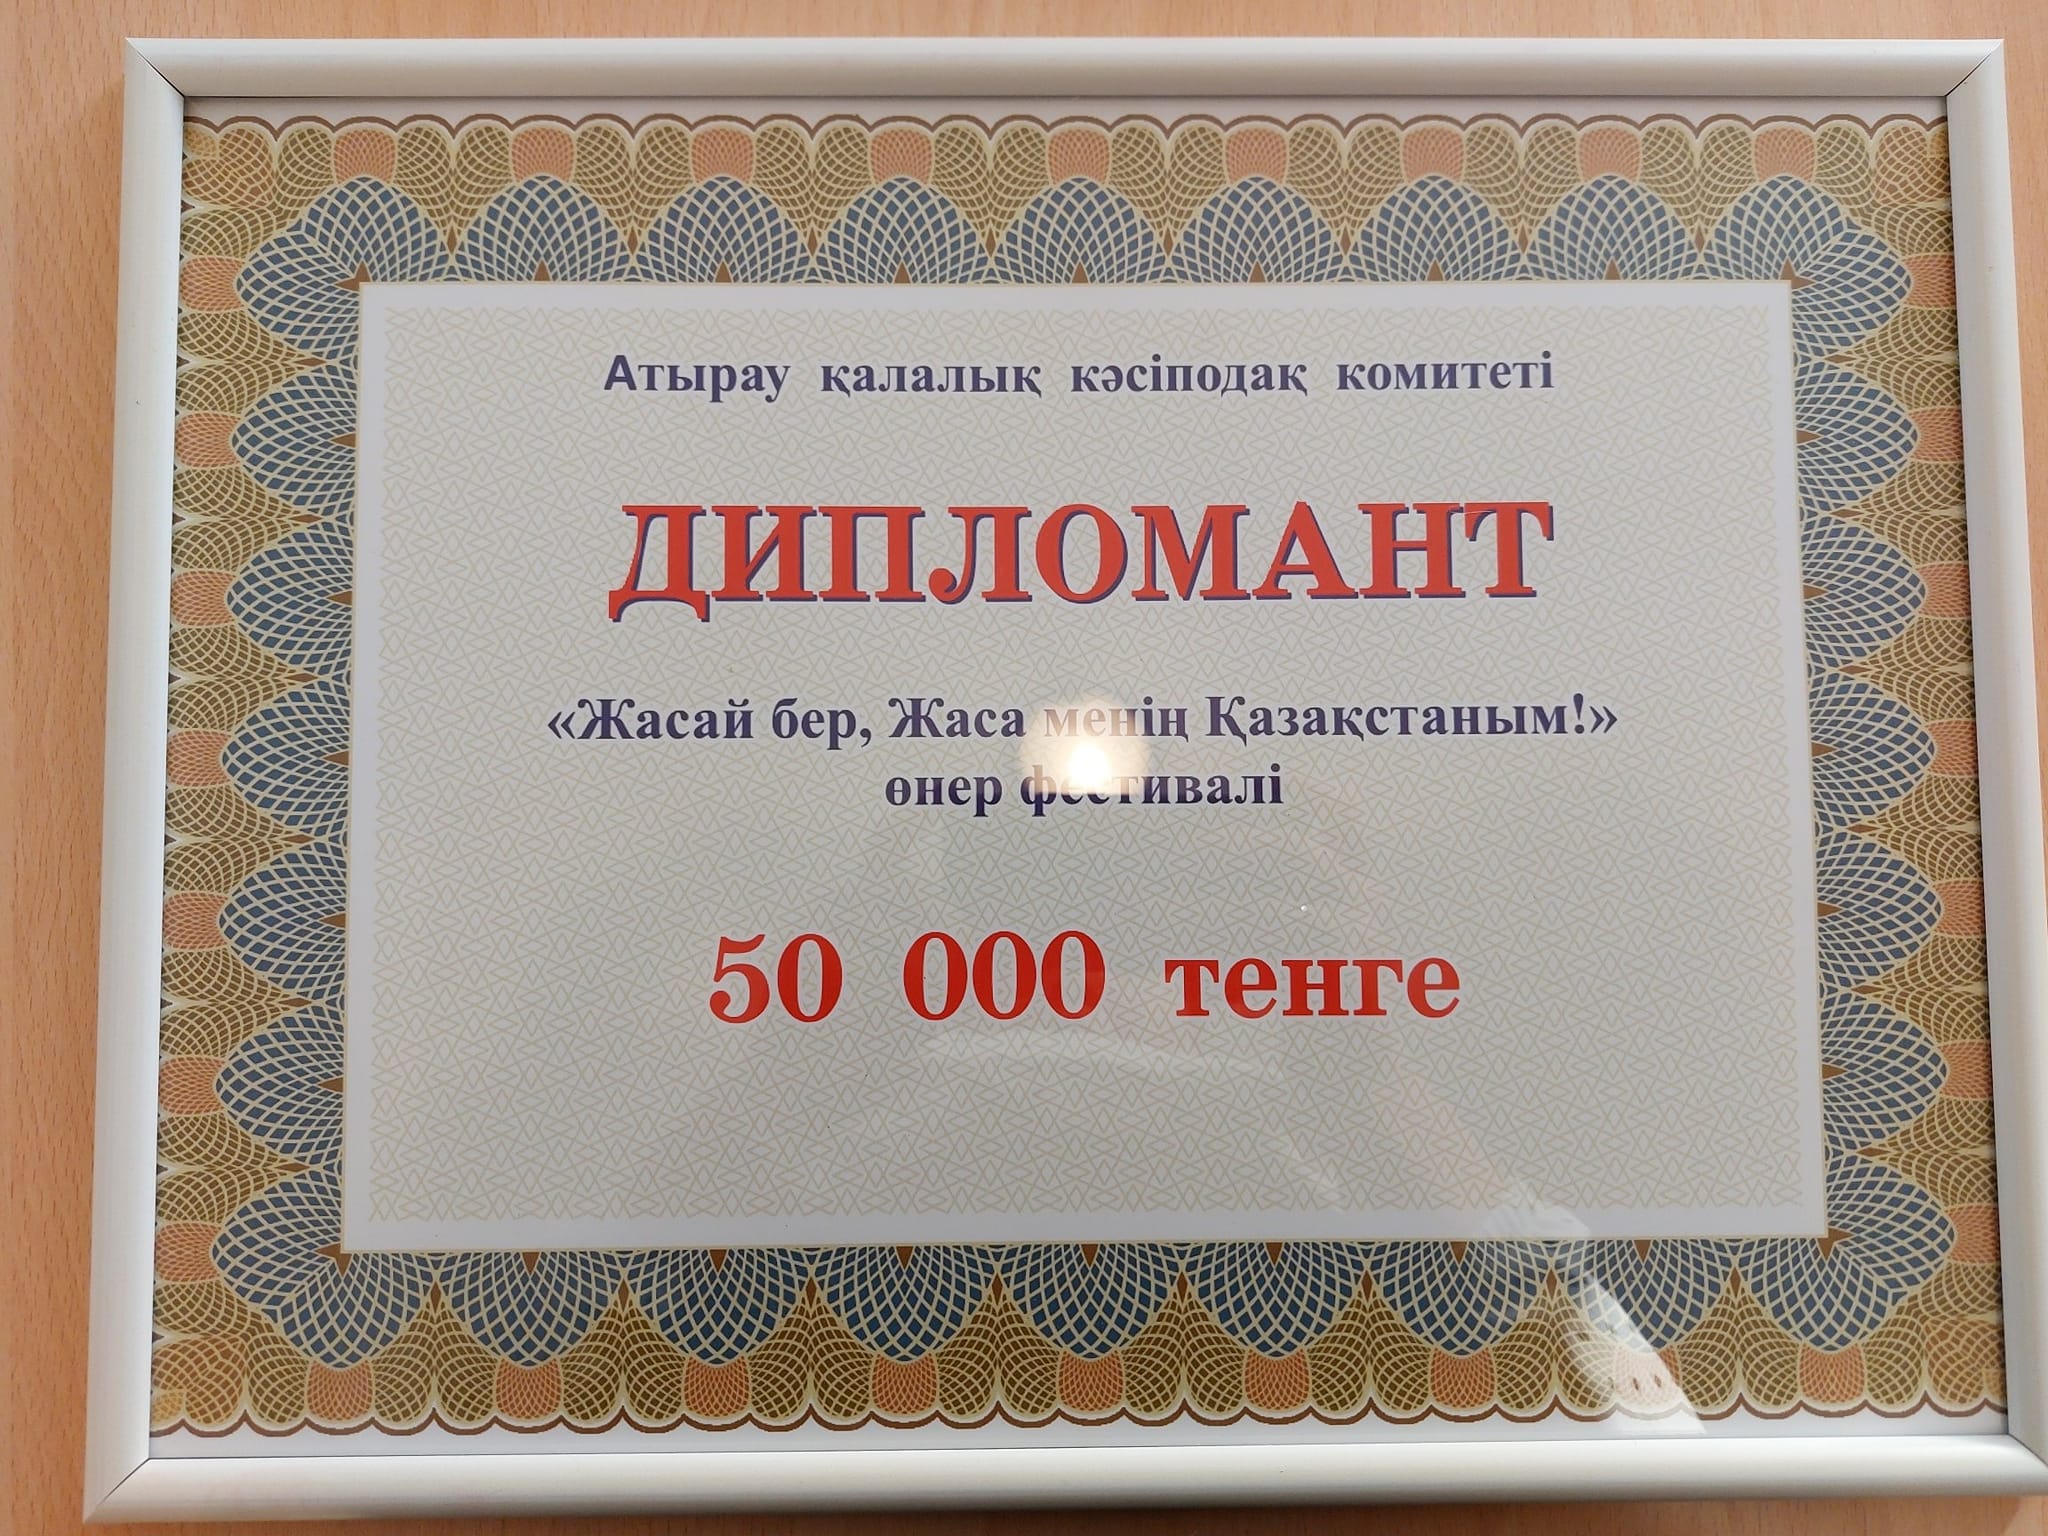 Атырау қалалық кәсіподақ комитеті
ДИПЛОМАНТ
«Жасай бер, Жаса менің Қазақстаным!»
өнер фестивалі
50 000 тенге